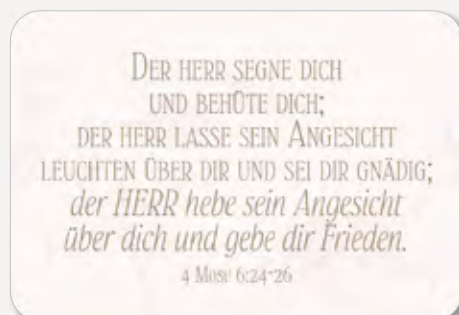 DER HERR SEGNE DICH
UND BEHÜTE DICH;
DER HERR LASSE SEIN ANGESICHT
LEUCHTEN ÜBER DIR UND SEI DIR GNÄDIG;
der HERR hebe sein Angesicht
über dich und gebe dir Frieden.
4 Mose 6:24-26